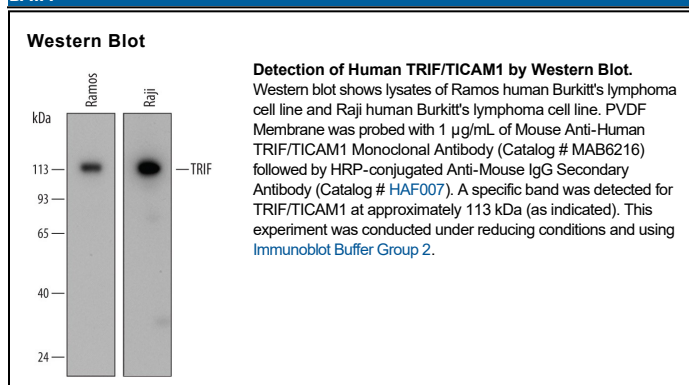 Western Blot
Ramos
Raji
kDa
113
93
65
40
24
TRIF
Detection of Human TRIF/TICAM1 by Western Blot.
Western blot shows lysates of Ramos human Burkitt's lymphoma
cell line and Raji human Burkitt's lymphoma cell line. PVDF
Membrane was probed with 1 µg/mL of Mouse Anti-Human
TRIF/TICAM1 Monoclonal Antibody (Catalog # MAB6216)
followed by HRP-conjugated Anti-Mouse IgG Secondary
Antibody (Catalog # HAF007). A specific band was detected for
TRIF/TICAM1 at approximately 113 kDa (as indicated). This
experiment was conducted under reducing conditions and using
Immunoblot Buffer Group 2.